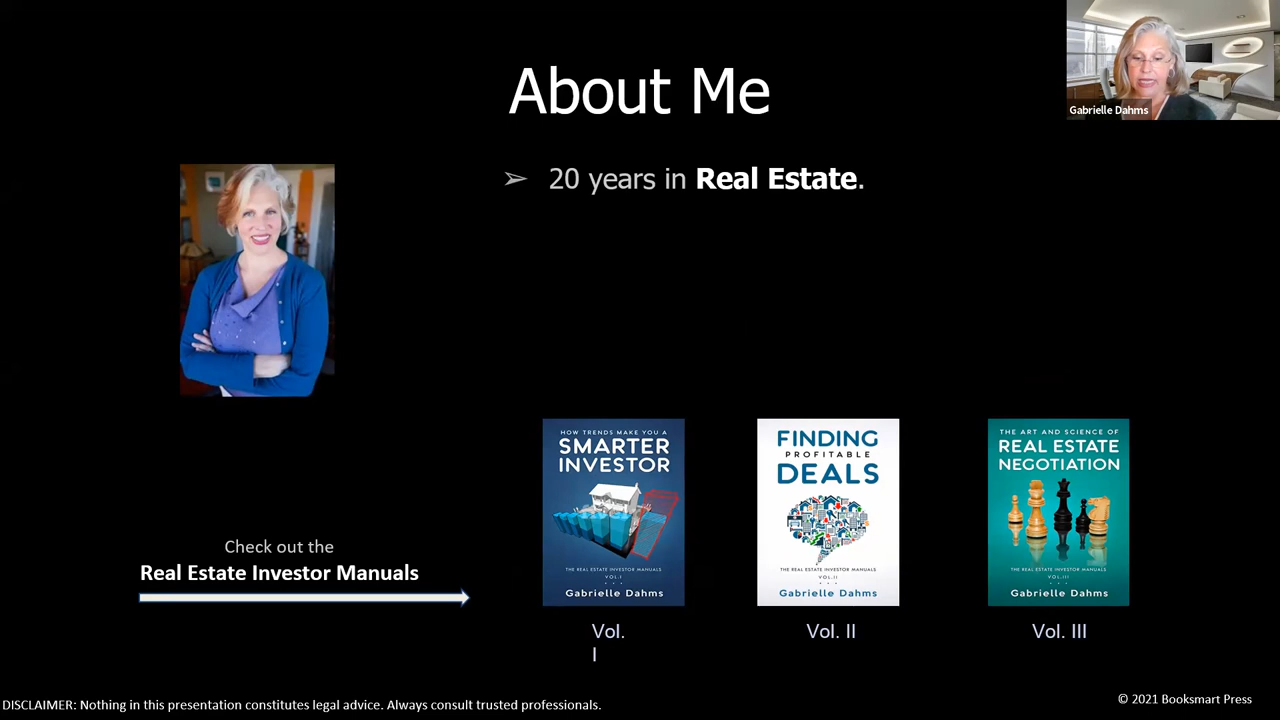 About Me
Gabrielle Dahms
➢ 20 years in Real Estate.
HOW TRENDS MAKE YOU A
SMARTER
INVESTOR
THE REAL ESTATE INVESTOR MANUALS
VOL.I
Gabrielle Dahms
FINDING
PROFITABLE
DEALS
THE REAL ESTATE INVESTOR MANUALS
VOL.II
Gabrielle Dahms
THE ART AND SCIENCE OF
REAL ESTATE
NEGOTIATION
THE REAL ESTATE INVESTOR MANUALS
VOL.III
Gabrielle Dahms
Check out the
Real Estate Investor Manuals
Vol.
I
Vol. II
Vol. III
DISCLAIMER: Nothing in this presentation constitutes legal advice. Always consult trusted professionals.
© 2021 Booksmart Press